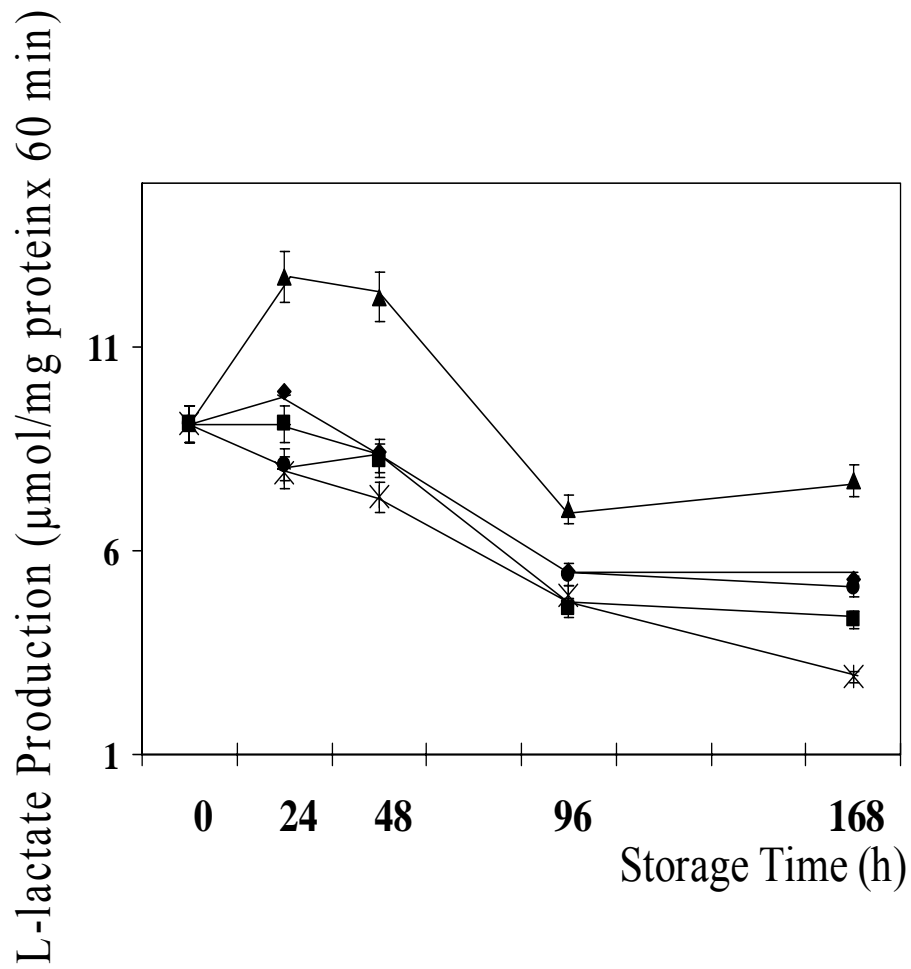 L-lactate Production (µmol/mg proteinx 60 min)
11
6
1
0 24 48 96 168
Storage Time (h)